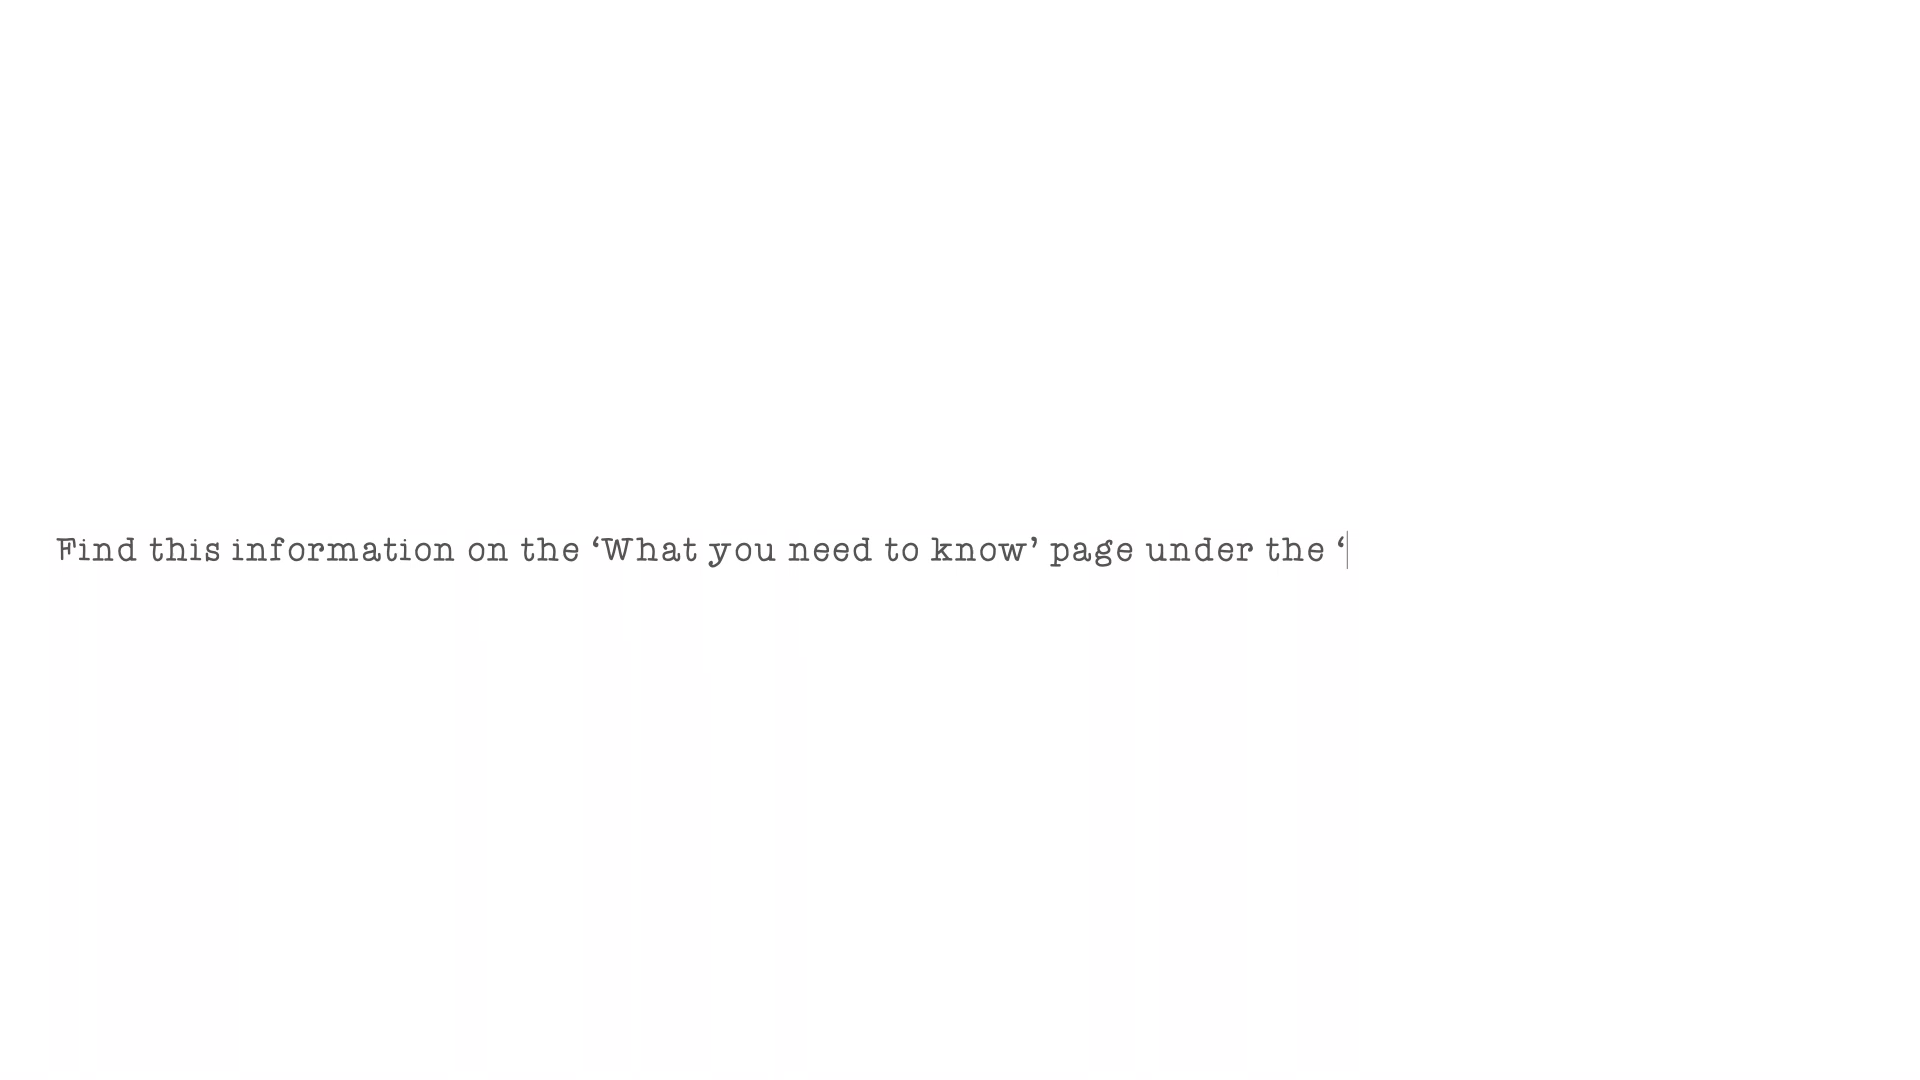 Find this information on the ‘What you need to know’ page under the ‘